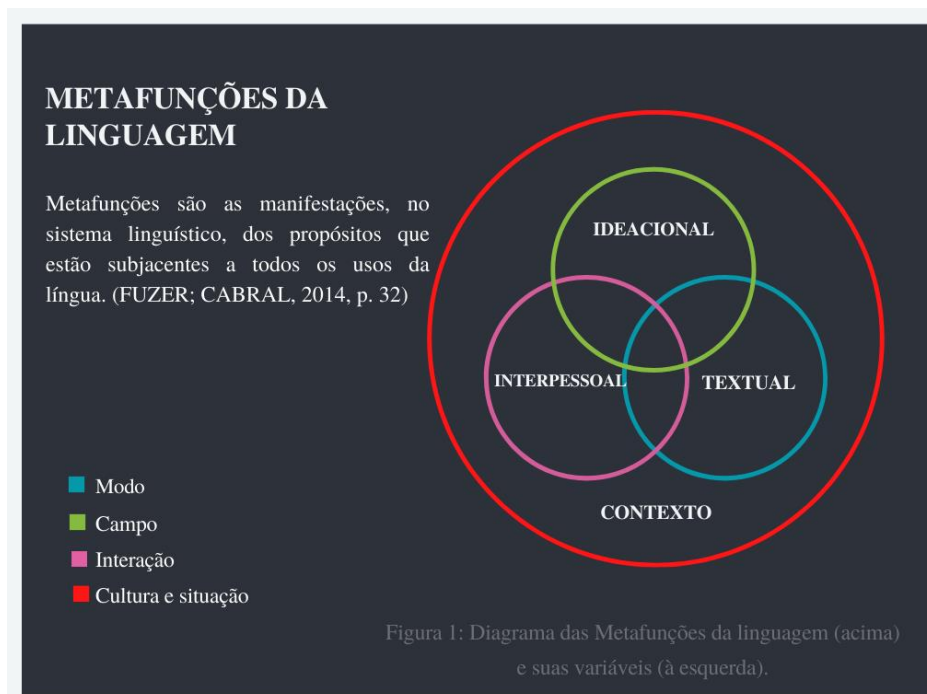 METAFUNÇÕES DA
LINGUAGEM
Metafunções são as manifestações, no
sistema linguístico, dos propósitos que
estão subjacentes a todos os usos da
língua. (FUZER; CABRAL, 2014, p. 32)
IDEACIONAL
INTERPESSOAL
TEXTUAL
CONTEXTO
Modo
Campo
Interação
Cultura e situação
Figura 1: Diagrama das Metafunções da linguagem (acima)
e suas variáveis (à esquerda).